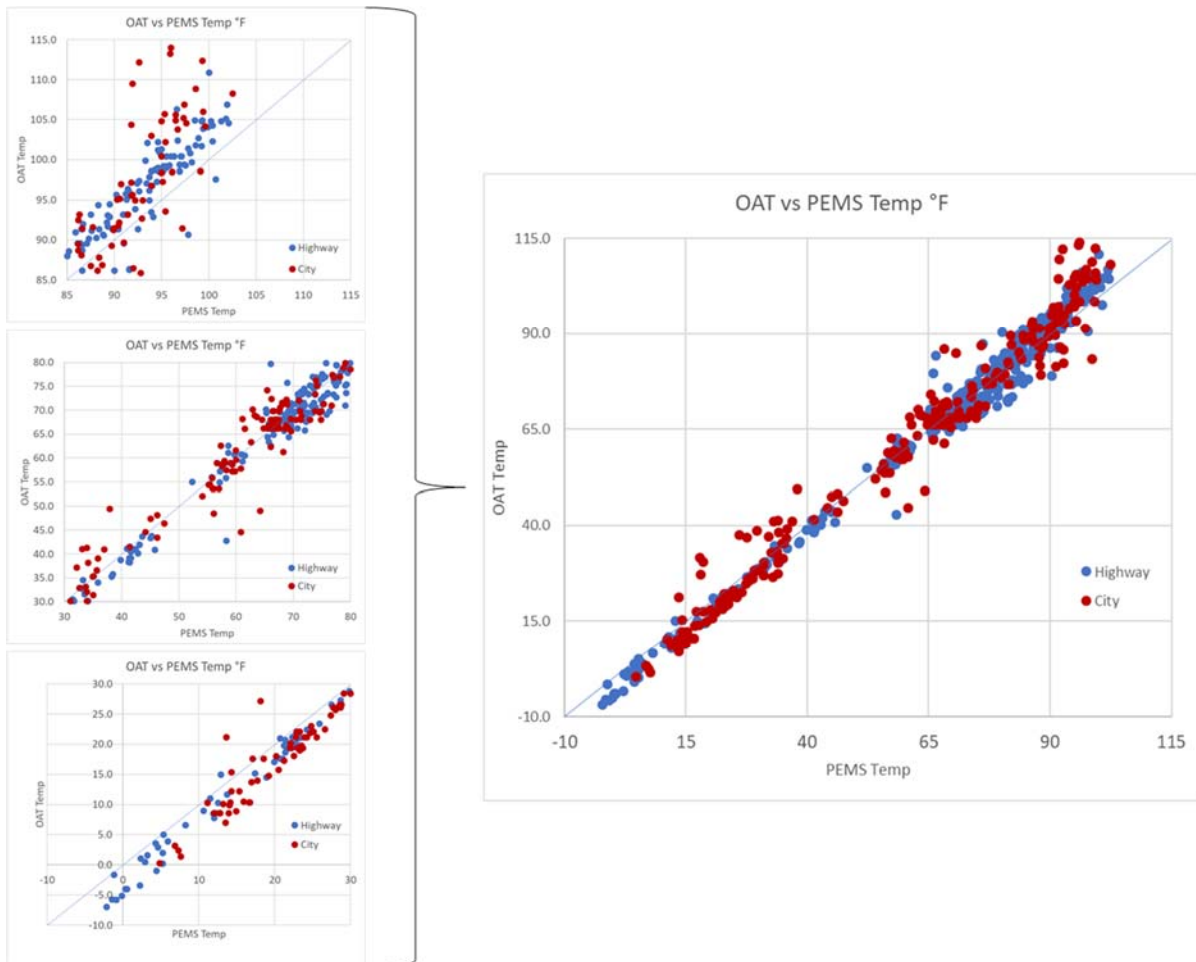 OAT vs PEMS Temp °F
115.0
110.0
105.0
100.0
95.0
90.0
85.0
OAT Temp
85 90 95 100 105 110 115
PEMS Temp
Highway
City
OAT vs PEMS Temp °F
80.0
75.0
70.0
65.0
60.0
55.0
50.0
45.0
40.0
35.0
30.0
OAT Temp
30 40 50 60 70 80
PEMS Temp
Highway
City
OAT vs PEMS Temp °F
30.0
25.0
20.0
15.0
10.0
5.0
0.0
-5.0
-10.0
OAT Temp
-10 0 10 20 30
PEMS Temp
Highway
City
OAT vs PEMS Temp °F
115.0
90.0
65.0
40.0
15.0
-10.0
OAT Temp
-10 15 40 65 90 115
PEMS Temp
Highway
City